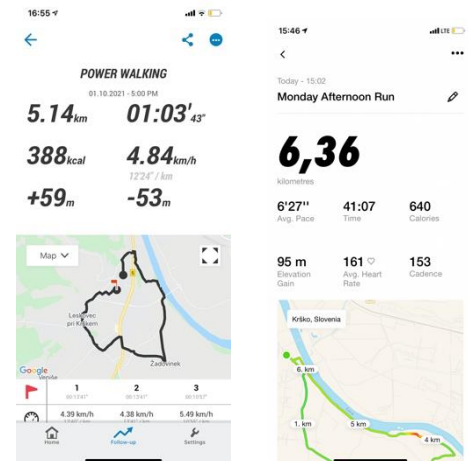 16:55
POWER WALKING
01.10.2021 - 5:00 PM
5.14km 01:03'43"
388kcal 4.84km/h
12'24" / km
+59m -53m
Map
Leskovec
pri Krškem
Žadovinek
Google
Veniše
1 2 3
4.39 km/h 4.38 km/h 5.49 km/h
Home Follow-up Settings
15:46 LTE
Today - 15:02
Monday Afternoon Run
6,36
kilometres
6'27'' 41:07 640
Avg. Pace Time Calories
95 m 161 153
Elevation Gain Avg. Heart Rate Cadence
Krško, Slovenia
6. km
1. km
5 km
4 km